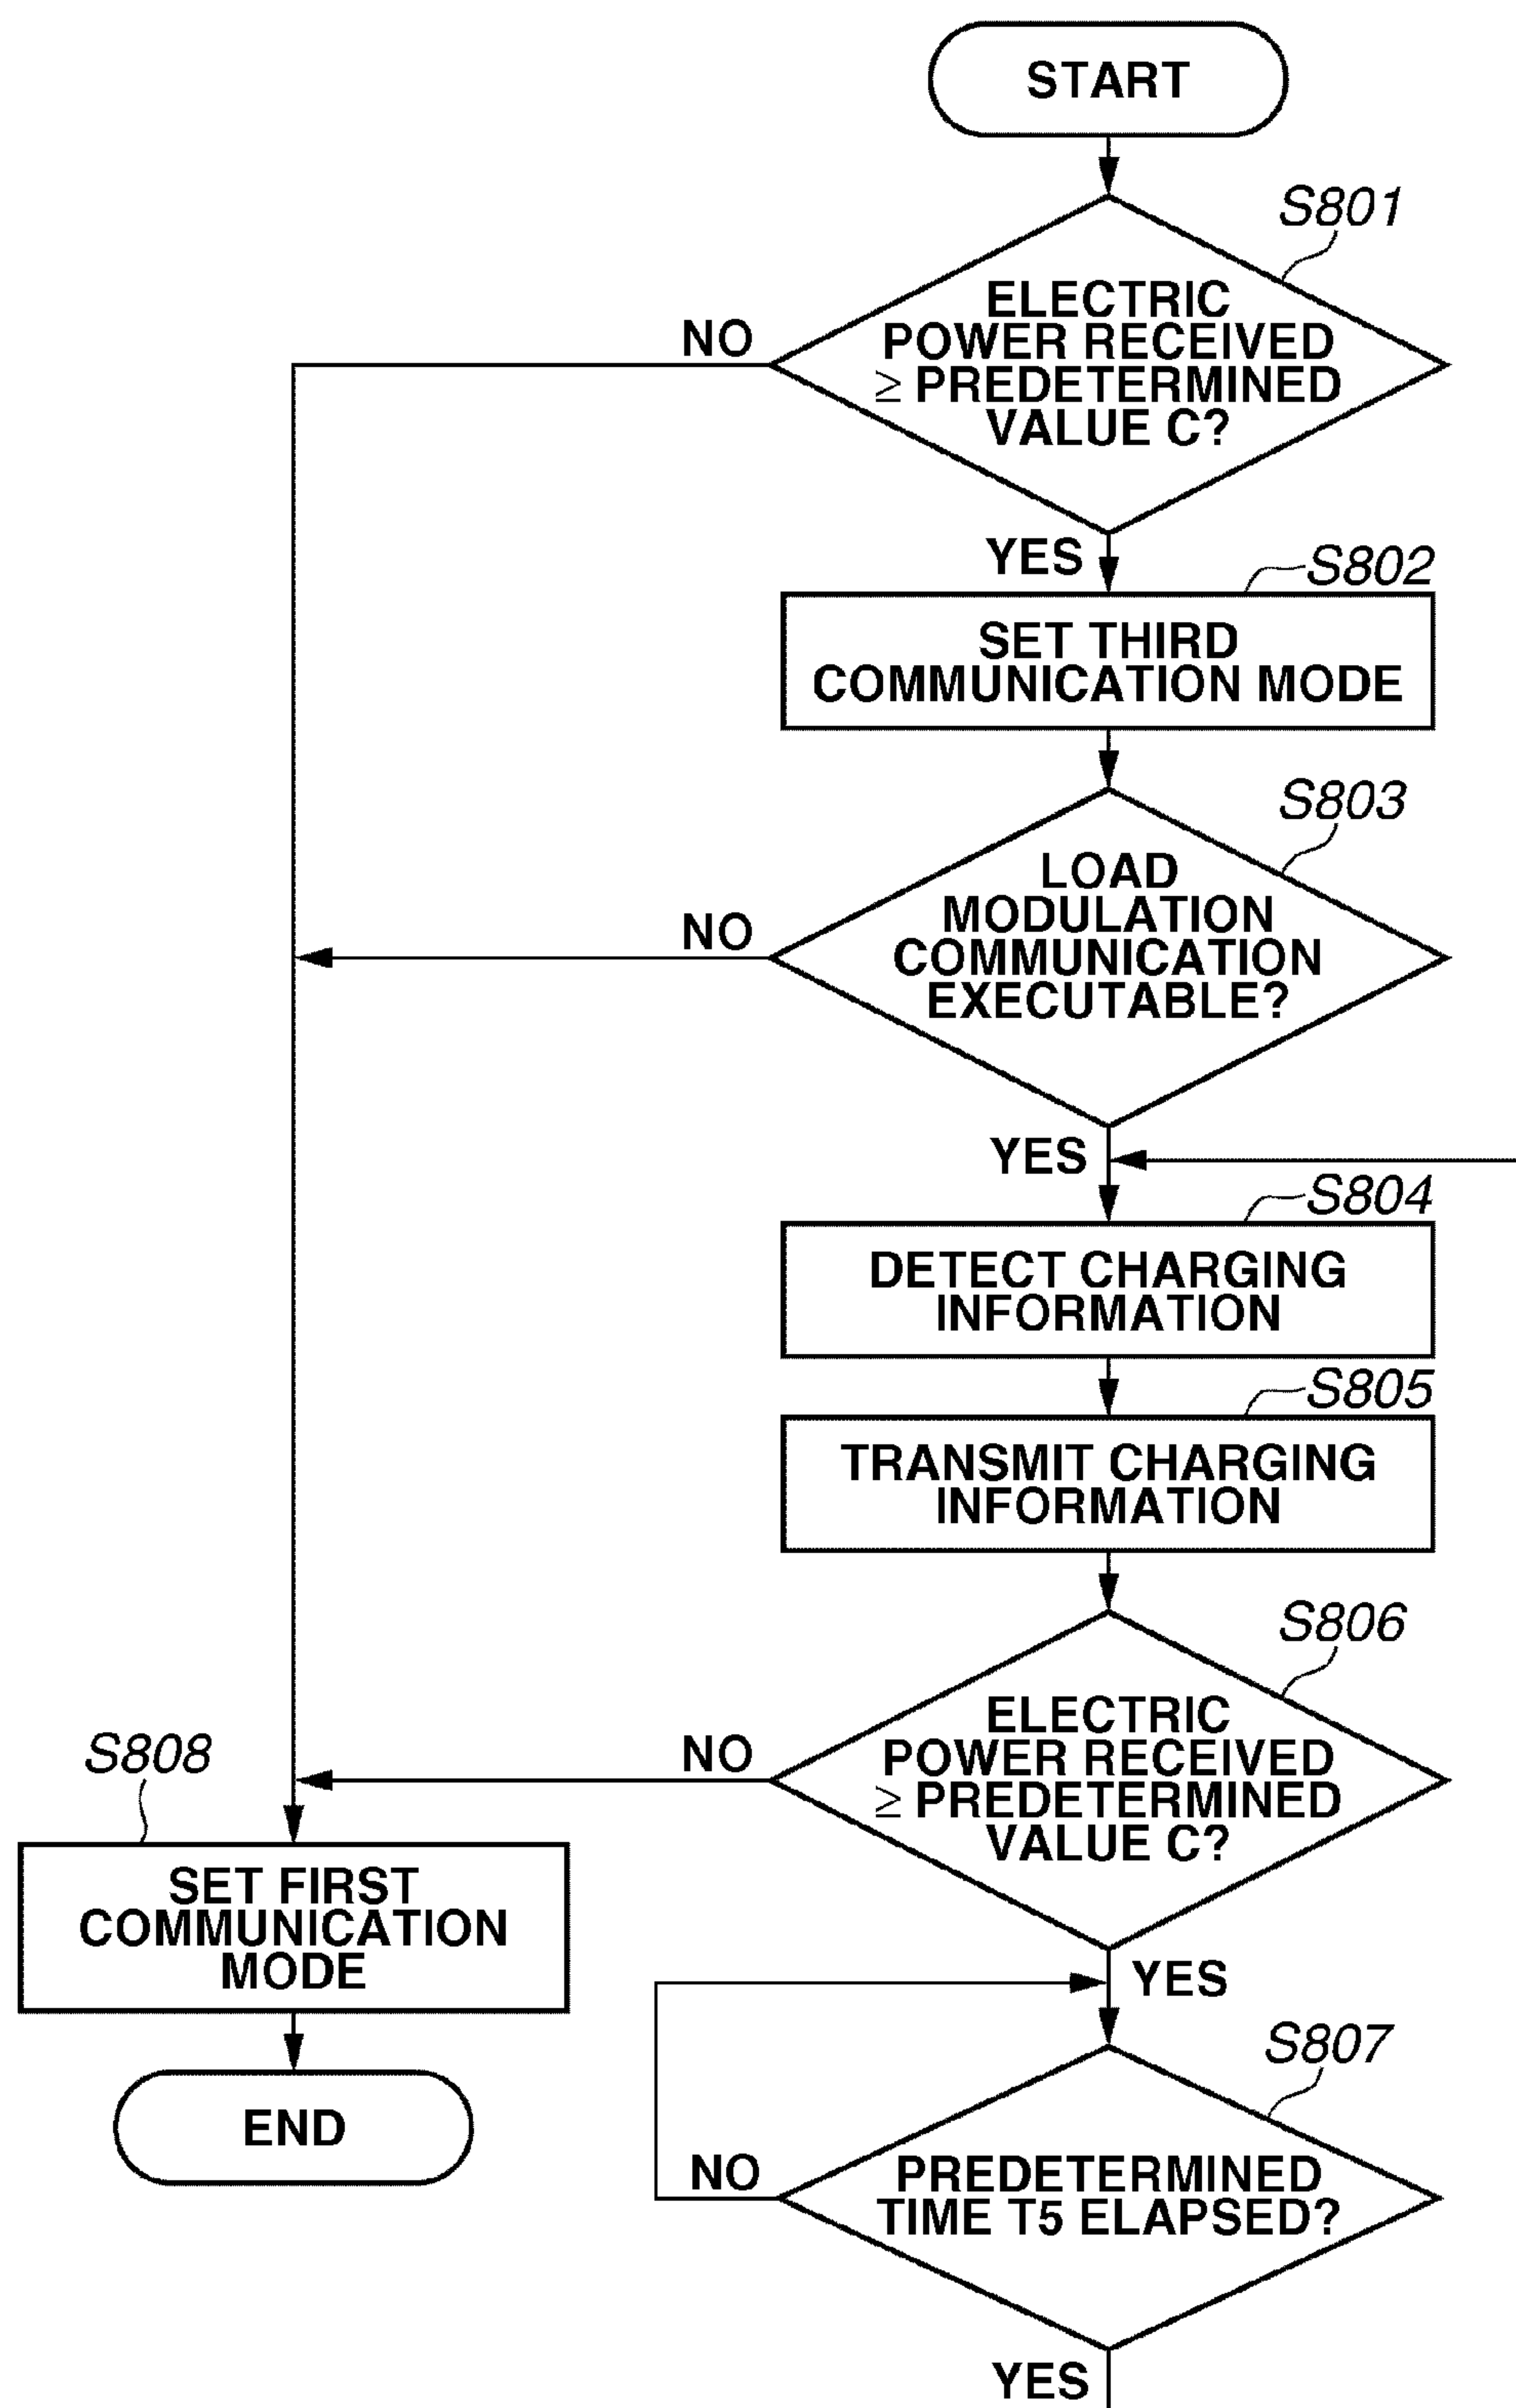 START
S801
ELECTRIC
POWER RECEIVED
≥ PREDETERMINED
VALUE C?
NO
YES
S802
SET THIRD
COMMUNICATION MODE
S803
LOAD
MODULATION
COMMUNICATION
EXECUTABLE?
NO
YES
S804
DETECT CHARGING
INFORMATION
S805
TRANSMIT CHARGING
INFORMATION
S806
ELECTRIC
POWER RECEIVED
≥ PREDETERMINED
VALUE C?
NO
YES
S807
PREDETERMINED
TIME T5 ELAPSED?
NO
YES
S808
SET FIRST
COMMUNICATION
MODE
END